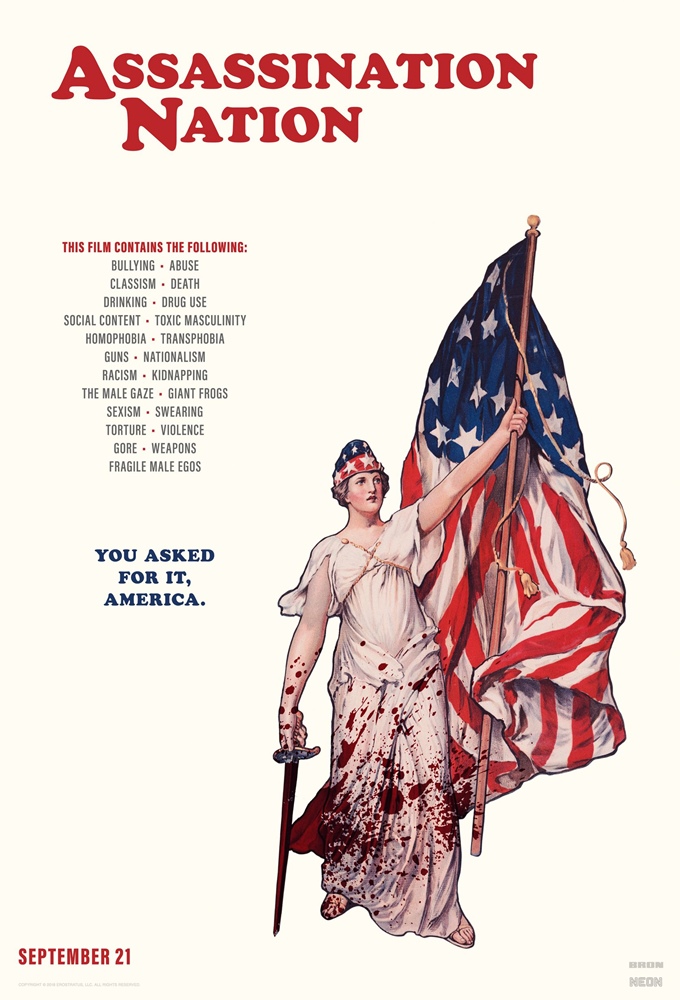 ASSASSINATION
NATION
THIS FILM CONTAINS THE FOLLOWING:
BULLYING • ABUSE
CLASSISM • DEATH
DRINKING • DRUG USE
SOCIAL CONTENT • TOXIC MASCULINITY
HOMOPHOBIA • TRANSPHOBIA
GUNS • NATIONALISM
RACISM • KIDNAPPING
THE MALE GAZE • GIANT FROGS
SEXISM • SWEARING
TORTURE • VIOLENCE
GORE • WEAPONS
FRAGILE MALE EGOS
YOU ASKED
FOR IT,
AMERICA.
SEPTEMBER 21
BRON
NEON